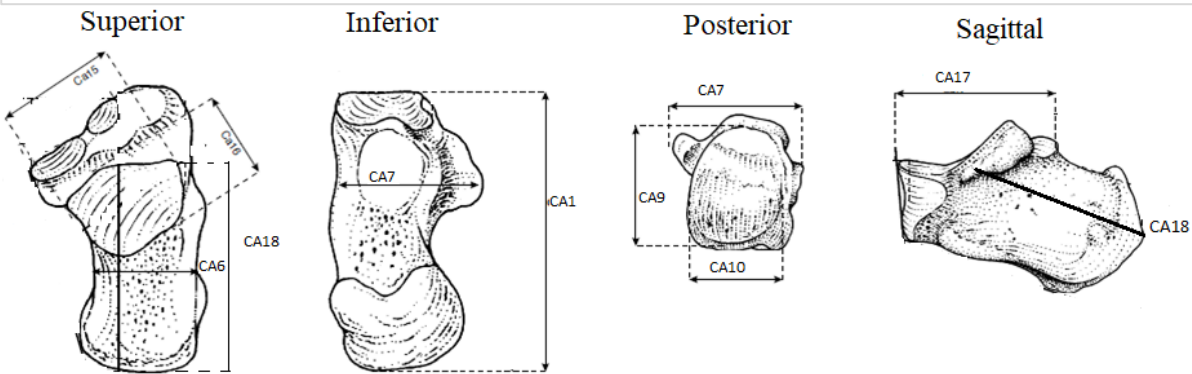 Superior
Inferior
Posterior
Sagittal
Ca15
Ca16
CA18
CA6
CA7
CA1
CA7
CA9
CA10
CA17
CA18